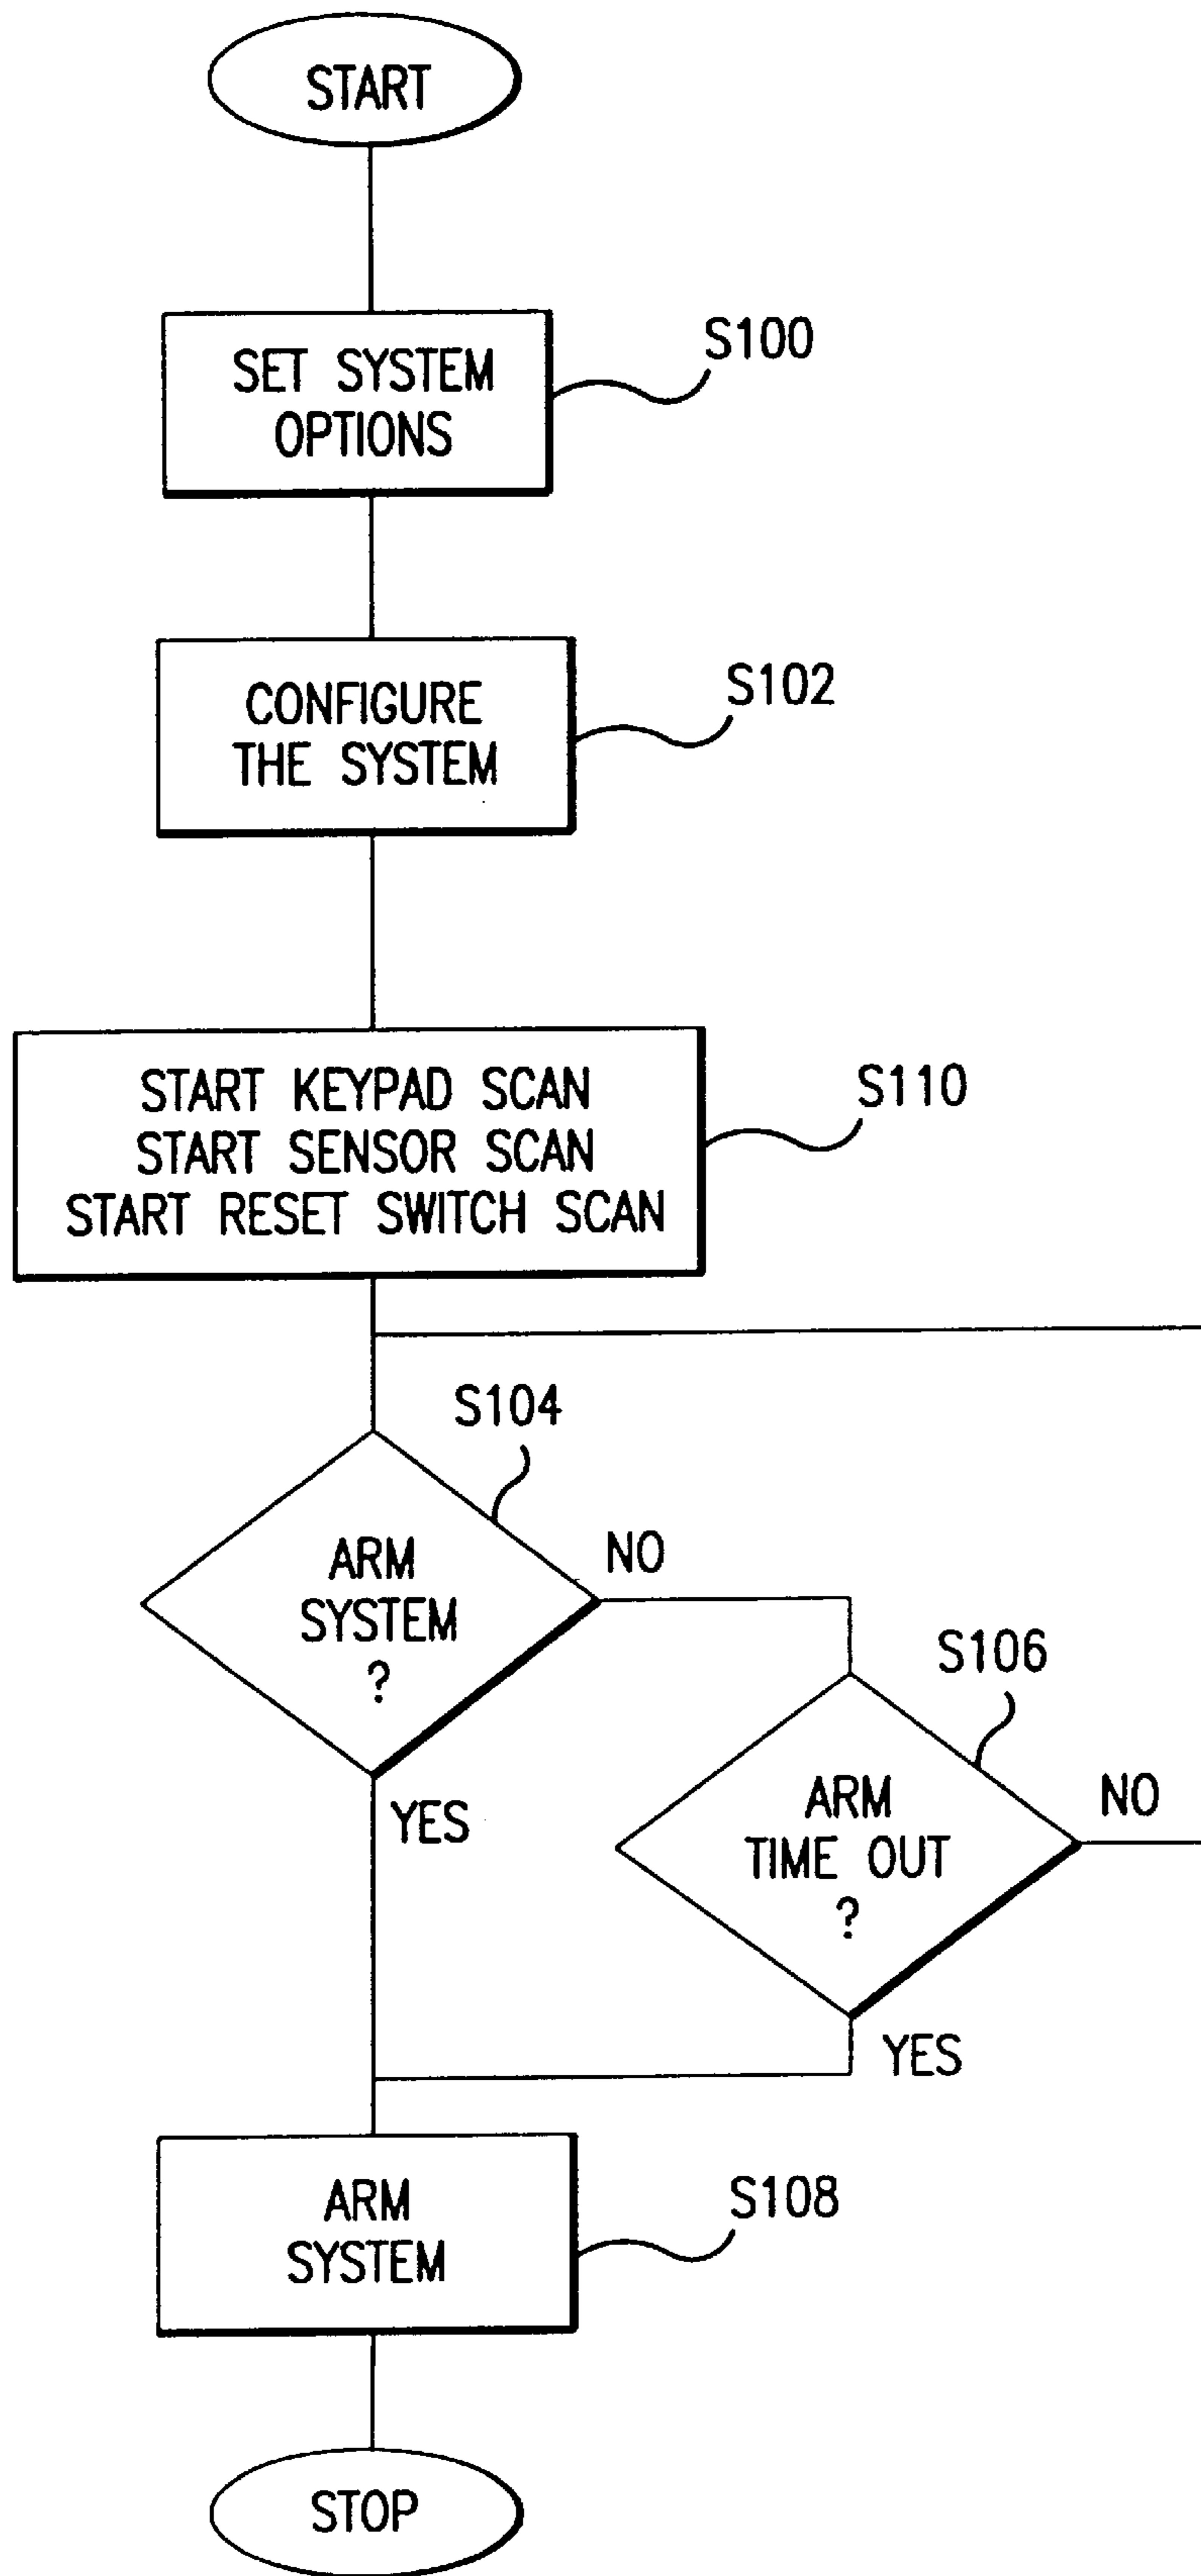 START
SET SYSTEM
OPTIONS
S100
CONFIGURE
THE SYSTEM
S102
START KEYPAD SCAN
START SENSOR SCAN
START RESET SWITCH SCAN
S110
S104
ARM
SYSTEM
?
NO
YES
S106
ARM
TIME OUT
?
NO
YES
ARM
SYSTEM
S108
STOP